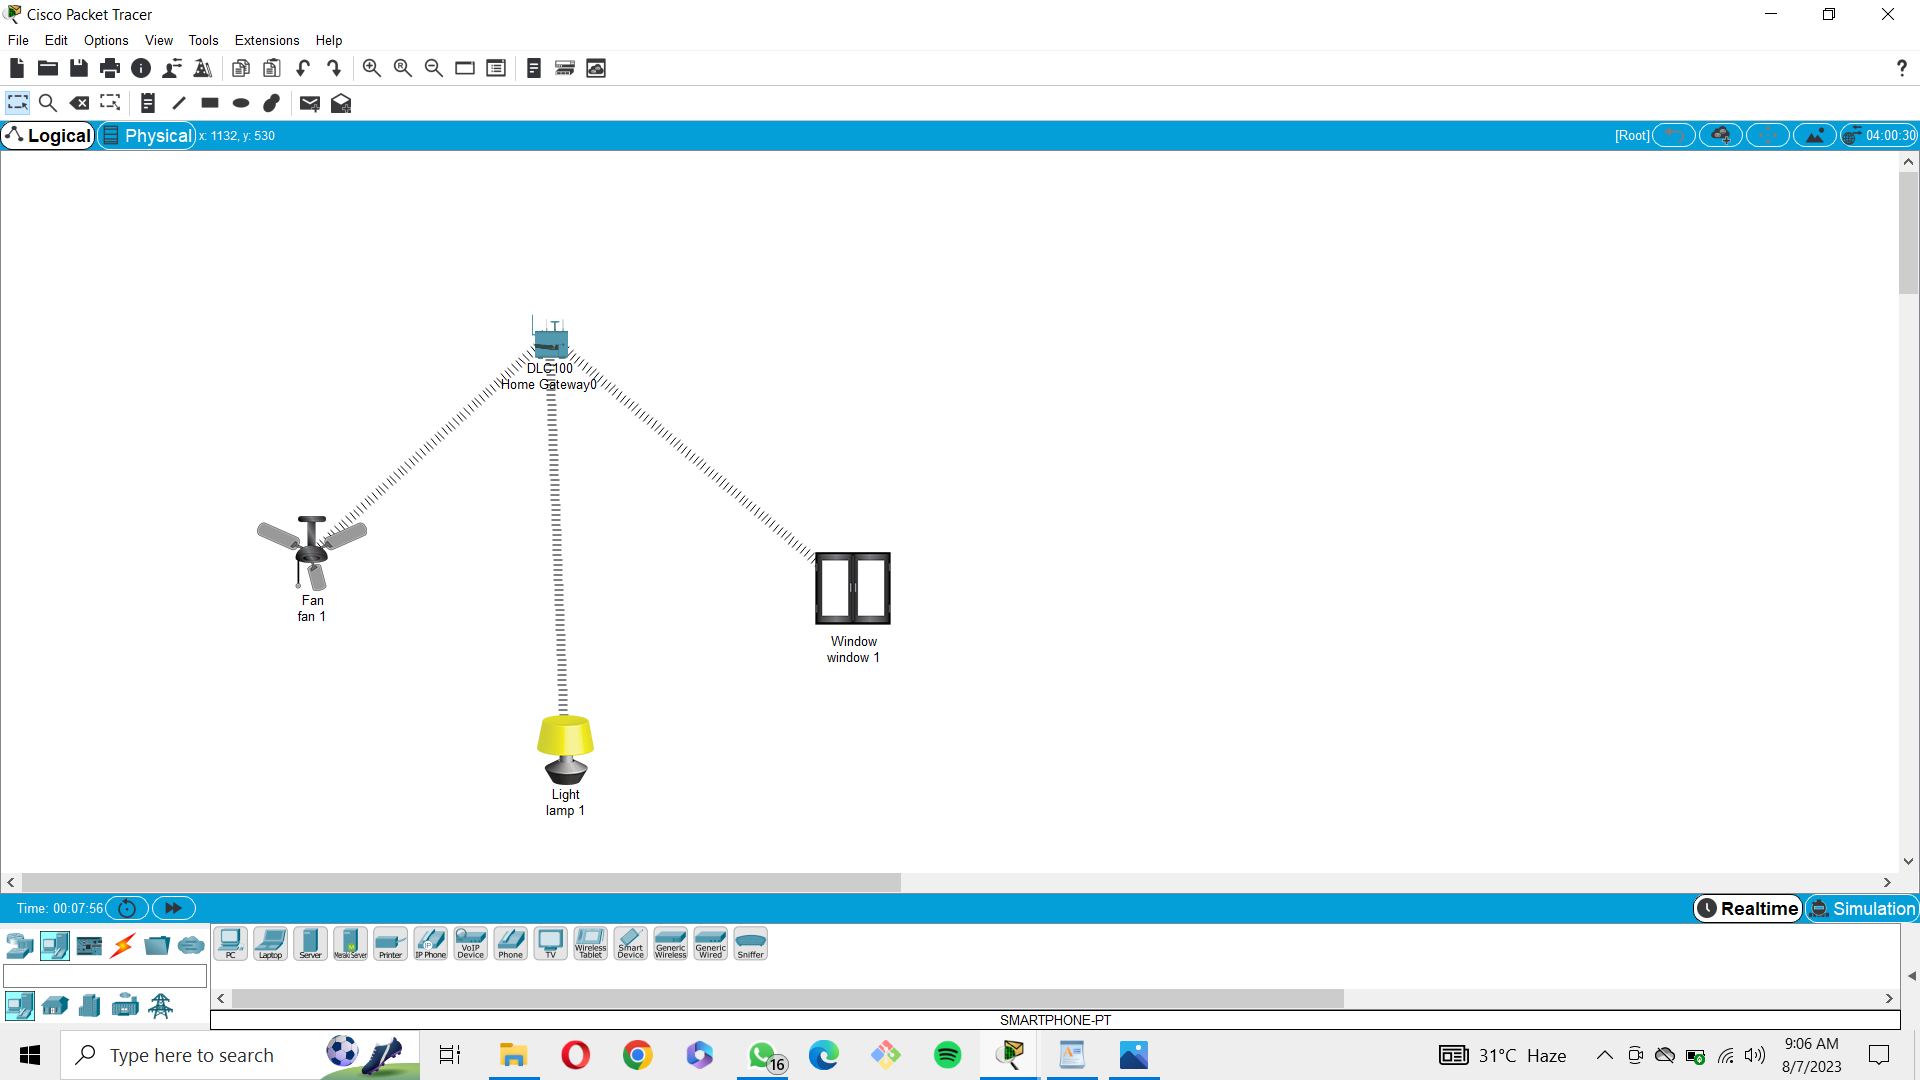 Cisco Packet Tracer
File Edit Options View Tools Extensions Help
Logical Physical x: 1132, y: 530 [Root] 04:00:30
DLC100
Home Gateway0
Fan
fan 1
Window
window 1
Light
lamp 1
Time: 00:07:56 Realtime Simulation
PC Laptop Server Meraki Server Printer IP Phone VoIP Device Phone TV Wireless Tablet Smart Device Generic Wireless Generic Wired Sniffer
SMARTPHONE-PT
Type here to search 16 31°C Haze 9:06 AM
8/7/2023